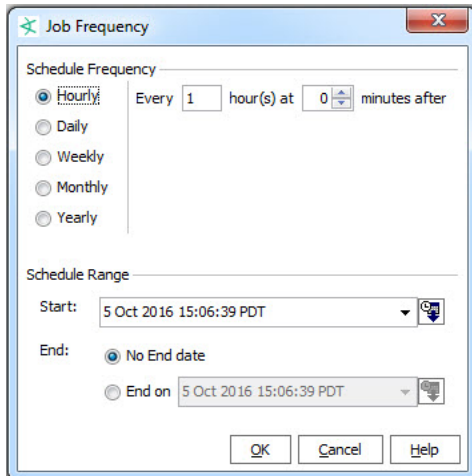 Job Frequency
Schedule Frequency
Hourly Every 1 hour(s) at 0 minutes after
Daily
Weekly
Monthly
Yearly
Schedule Range
Start: 5 Oct 2016 15:06:39 PDT
End: No End date
End on 5 Oct 2016 15:06:39 PDT
OK Cancel Help